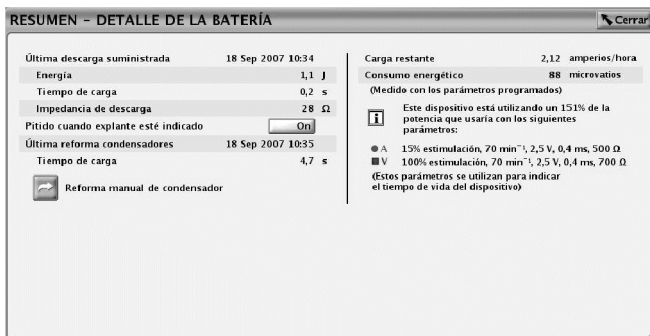 RESUMEN – DETALLE DE LA BATERÍA
Cerrar
Última descarga suministrada 18 Sep 2007 10:34
Energía 1,1 J
Tiempo de carga 0,2 s
Impedancia de descarga 28 Ω
Pitido cuando explante esté indicado On
Última reforma condensadores 18 Sep 2007 10:35
Tiempo de carga 4,7 s
Reforma manual de condensador
Carga restante 2,12 amperios/hora
Consumo energético 88 microvatios
(Medido con los parámetros programados)
i
Este dispositivo está utilizando un 151% de la
potencia que usaría con los siguientes
parámetros:
A 15% estimulación, 70 min⁻¹, 2,5 V, 0,4 ms, 500 Ω
V 100% estimulación, 70 min⁻¹, 2,5 V, 0,4 ms, 700 Ω
(Estos parámetros se utilizan para indicar
el tiempo de vida del dispositivo)